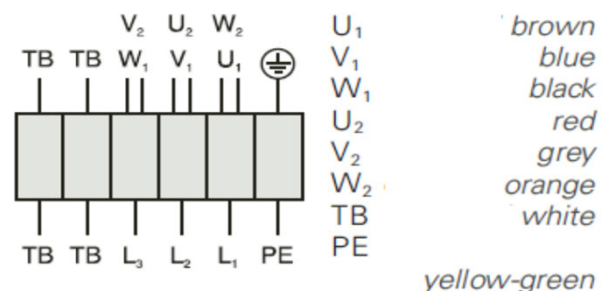 V₂ U₂ W₂
TB TB W₁ V₁ U₁
TB TB L₃ L₂ L₁ PE
U₁ brown
V₁ blue
W₁ black
U₂ red
V₂ grey
W₂ orange
TB white
PE
yellow-green